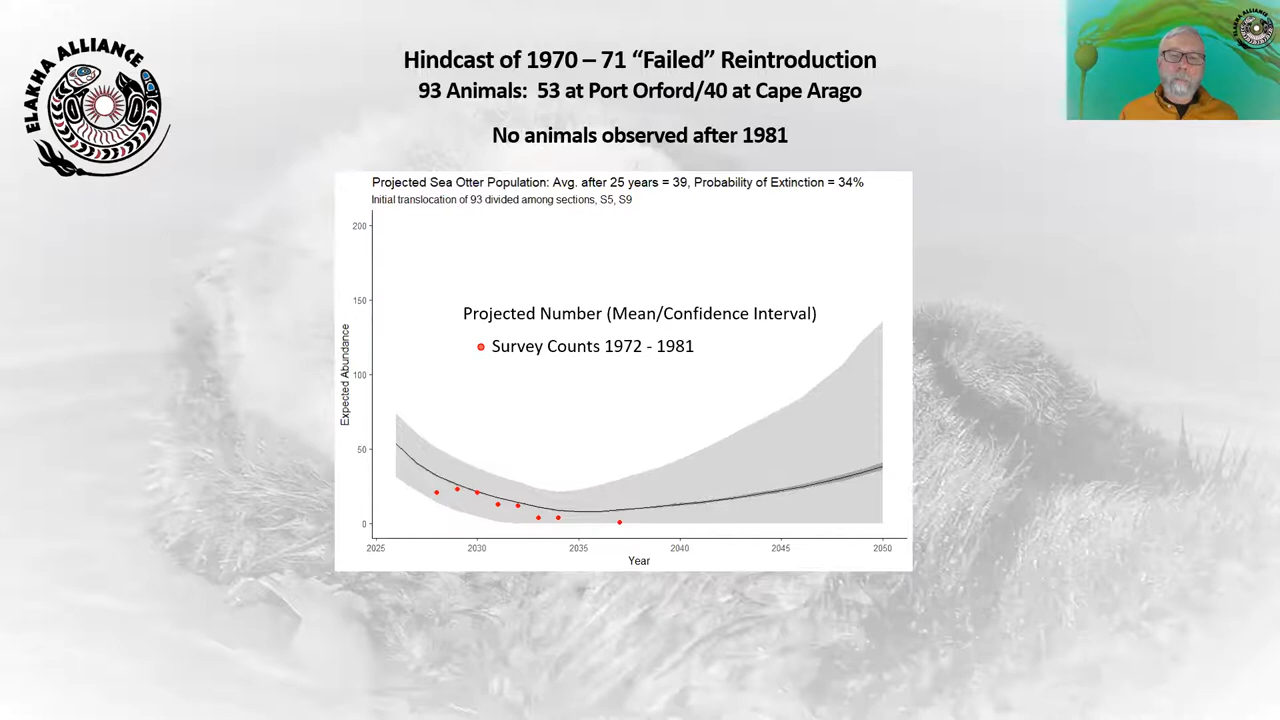 ELAKHA ALLIANCE
Hindcast of 1970 – 71 “Failed” Reintroduction
93 Animals: 53 at Port Orford/40 at Cape Arago
No animals observed after 1981
Projected Sea Otter Population: Avg. after 25 years = 39, Probability of Extinction = 34%
Initial translocation of 93 divided among sections, S5, S9
Projected Number (Mean/Confidence Interval)
Survey Counts 1972 - 1981
Expected Abundance
200
150
100
50
0
2025 2030 2035 2040 2045 2050
Year